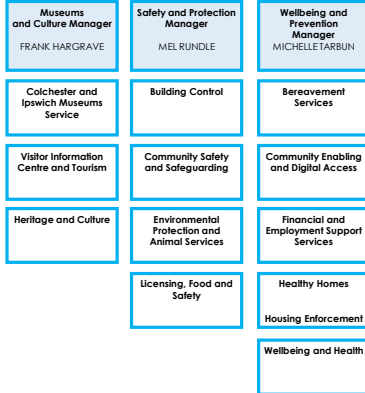 Museums
and Culture Manager
FRANK HARGRAVE
Colchester and
Ipswich Museums
Service
Visitor Information
Centre and Tourism
Heritage and Culture
Safety and Protection
Manager
MEL RUNDLE
Building Control
Community Safety
and Safeguarding
Environmental
Protection and
Animal Services
Licensing, Food and
Safety
Wellbeing and
Prevention
Manager
MICHELLE TARBUN
Bereavement
Services
Community Enabling
and Digital Access
Financial and
Employment Support
Services
Healthy Homes
Housing Enforcement
Wellbeing and Health